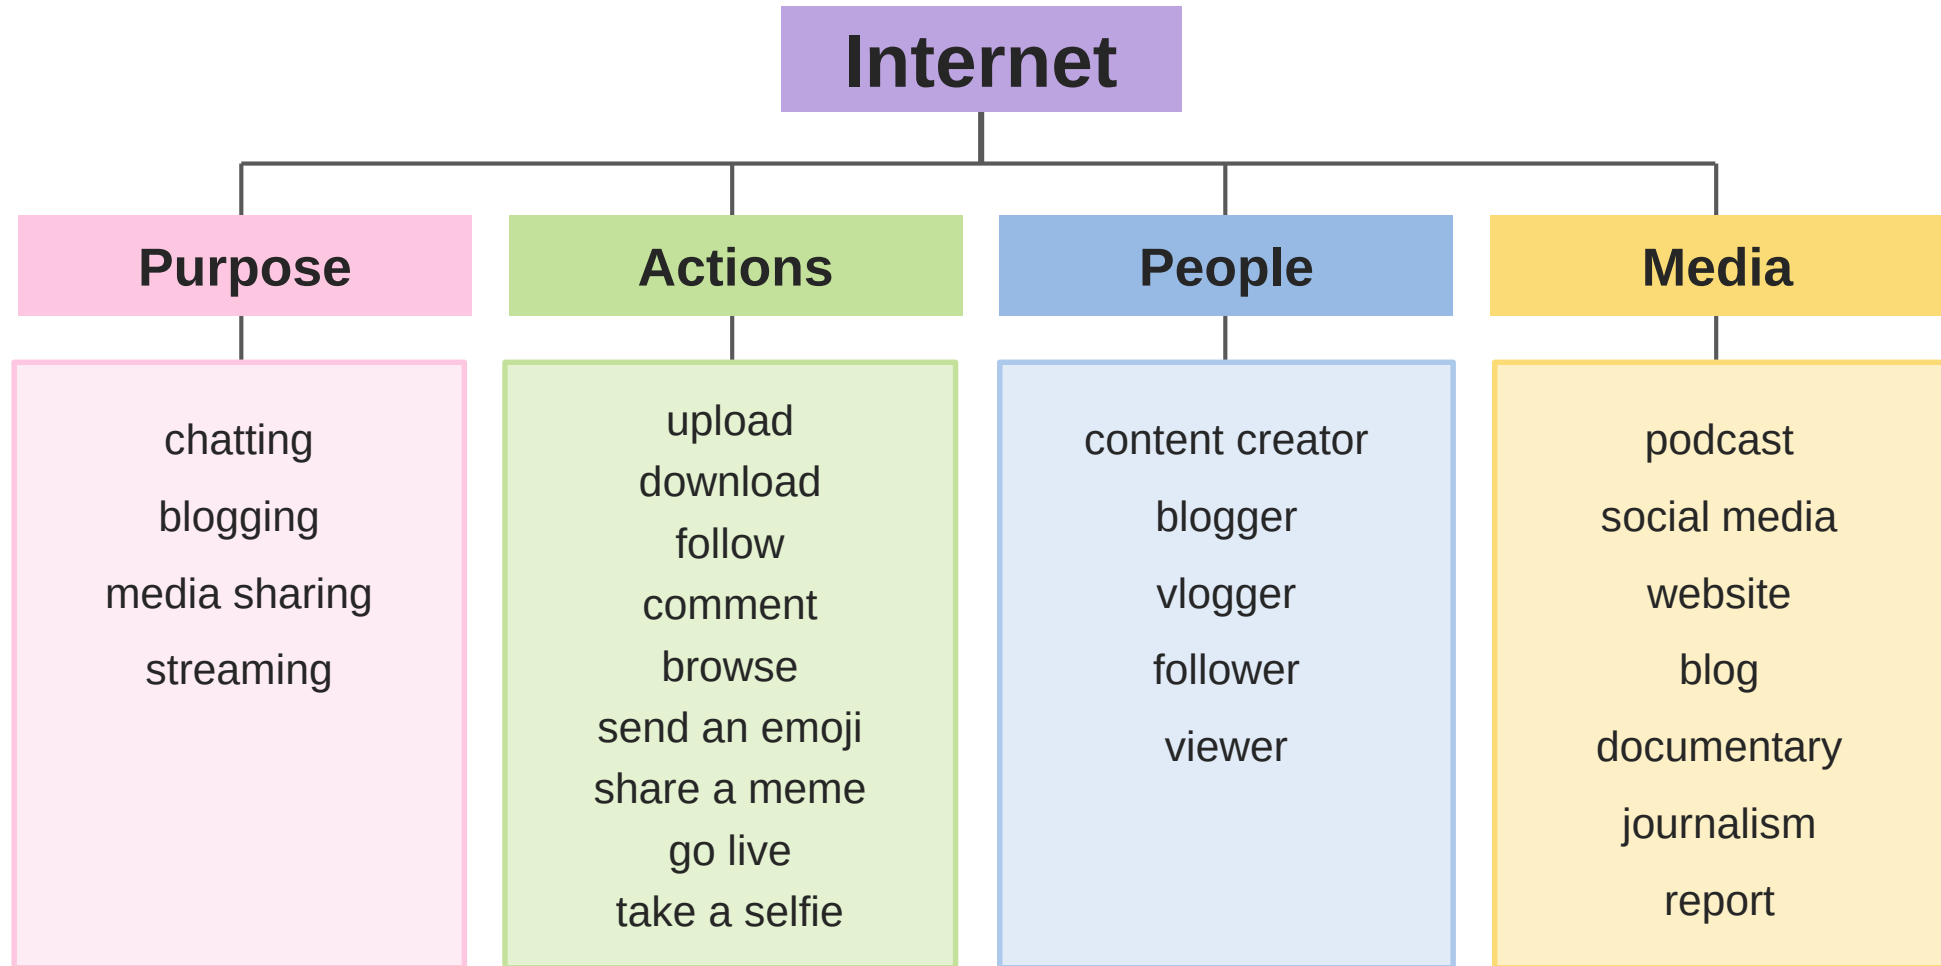 Internet
Purpose
Actions
People
Media
chatting
blogging
media sharing
streaming
upload
download
follow
comment
browse
send an emoji
share a meme
go live
take a selfie
content creator
blogger
vlogger
follower
viewer
podcast
social media
website
blog
documentary
journalism
report